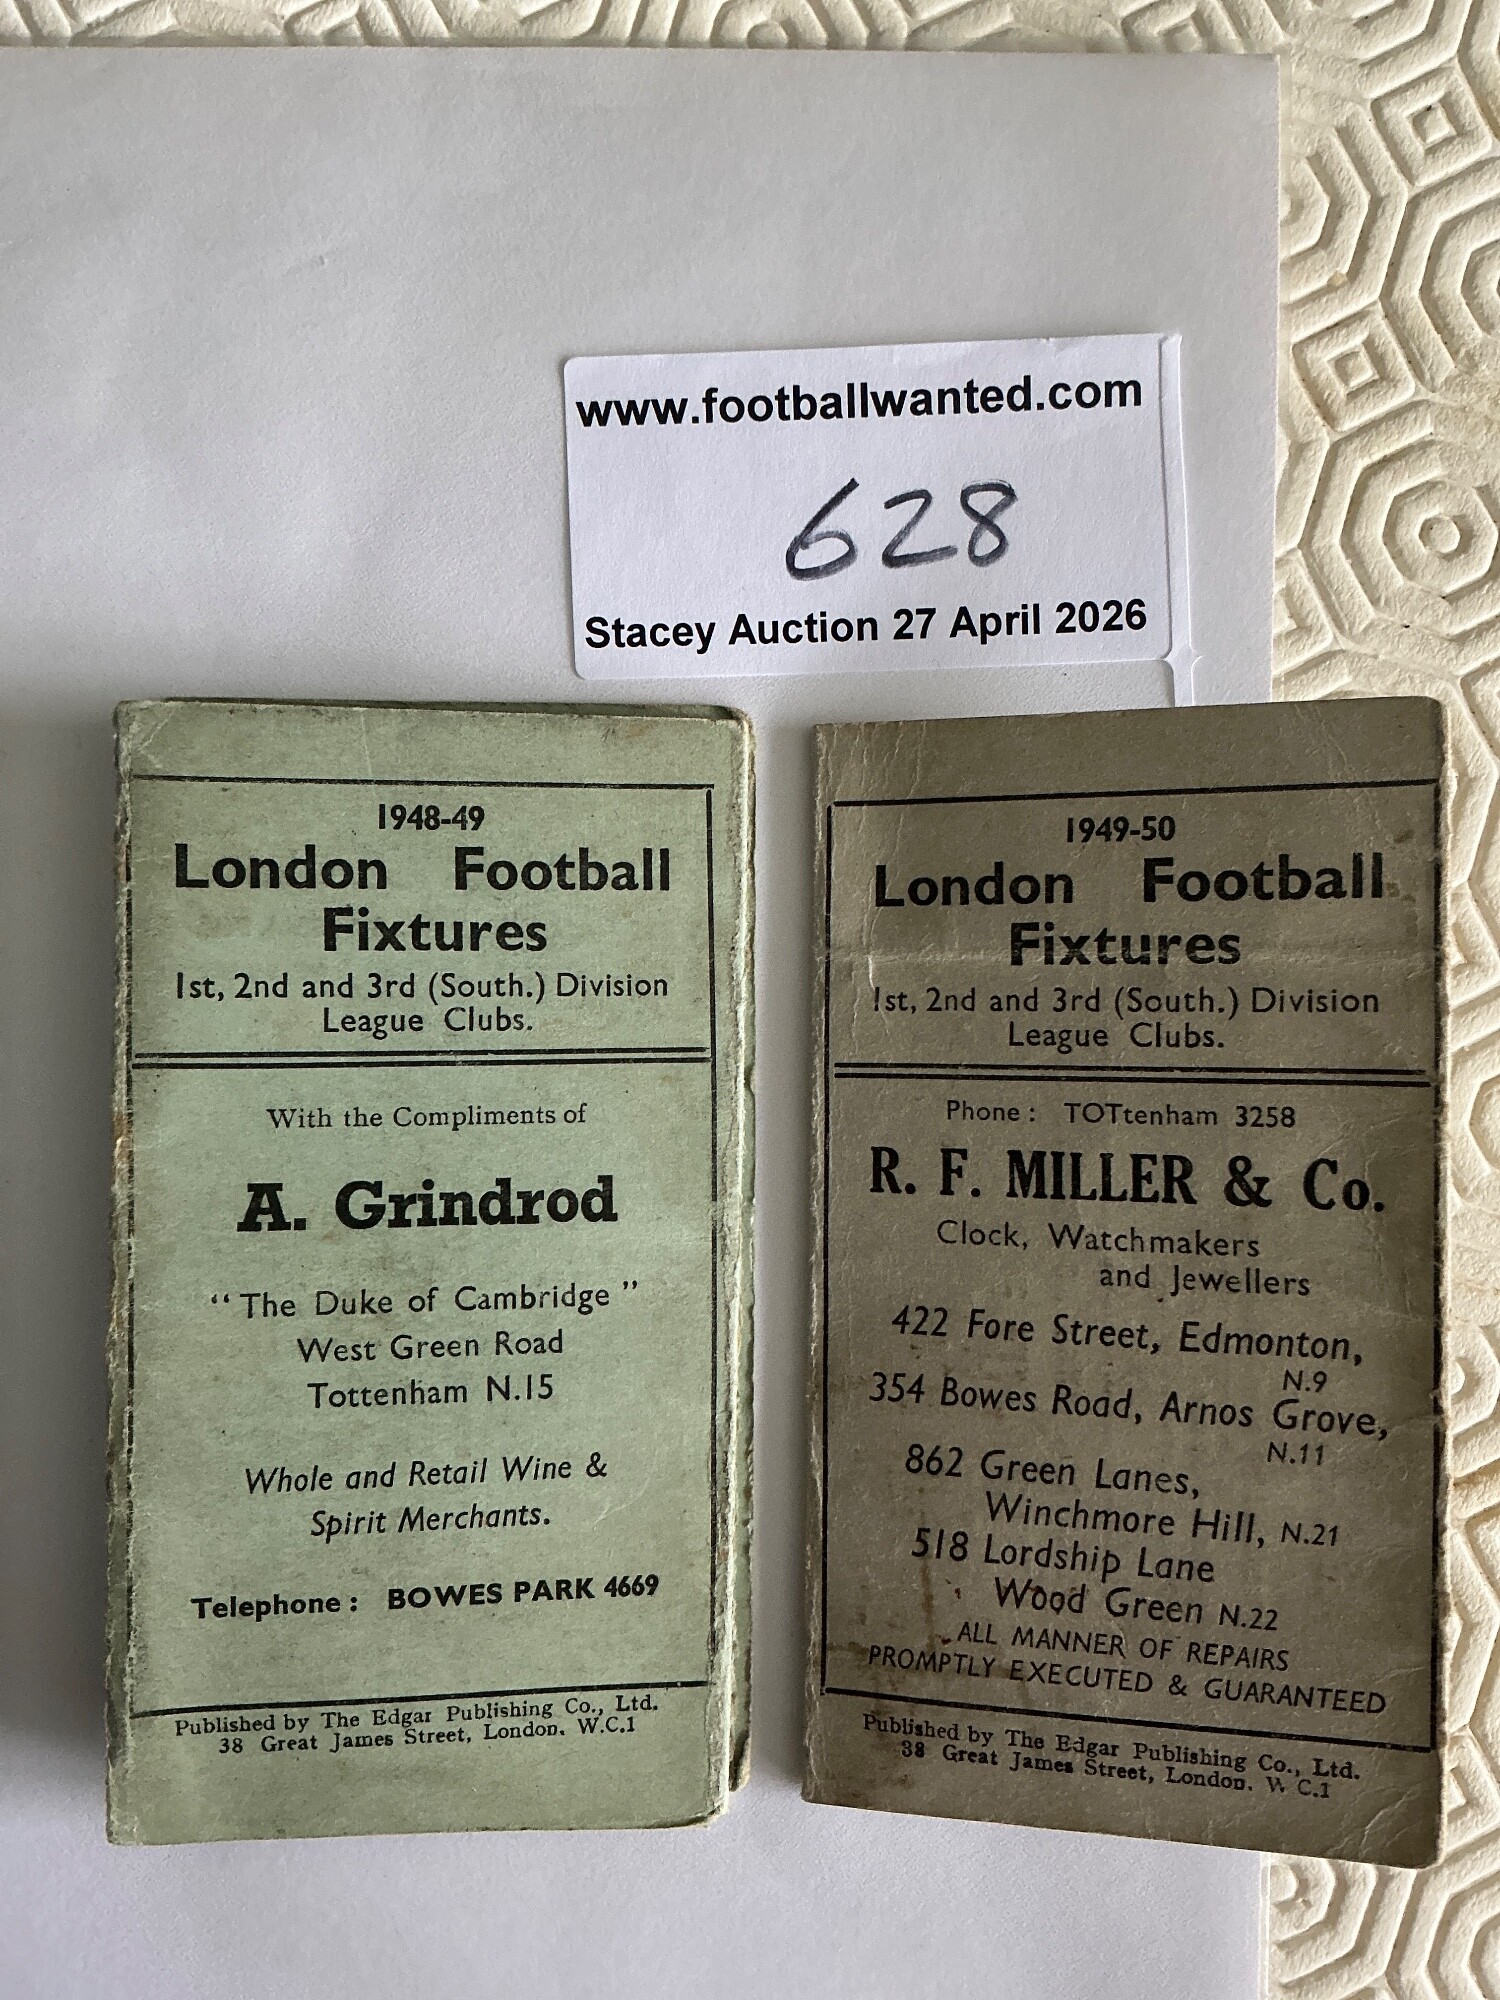 www.footballwanted.com
628
Stacey Auction 27 April 2026
1948-49
London Football
Fixtures
1st, 2nd and 3rd (South.) Division
League Clubs.
With the Compliments of
A. Grindrod
"The Duke of Cambridge"
West Green Road
Tottenham N.15
Whole and Retail Wine &
Spirit Merchants.
Telephone : BOWES PARK 4669
Published by The Edgar Publishing Co., Ltd.
38 Great James Street, London. W.C.1
1949-50
London Football
Fixtures
1st, 2nd and 3rd (South.) Division
League Clubs.
Phone : TOTtenham 3258
R. F. MILLER & Co.
Clock, Watchmakers
and Jewellers
422 Fore Street, Edmonton,
N.9
354 Bowes Road, Arnos Grove,
N.11
862 Green Lanes,
Winchmore Hill, N.21
518 Lordship Lane
Wood Green N.22
ALL MANNER OF REPAIRS
PROMPTLY EXECUTED & GUARANTEED
Published by The Edgar Publishing Co., Ltd.
38 Great James Street, London. W C.1